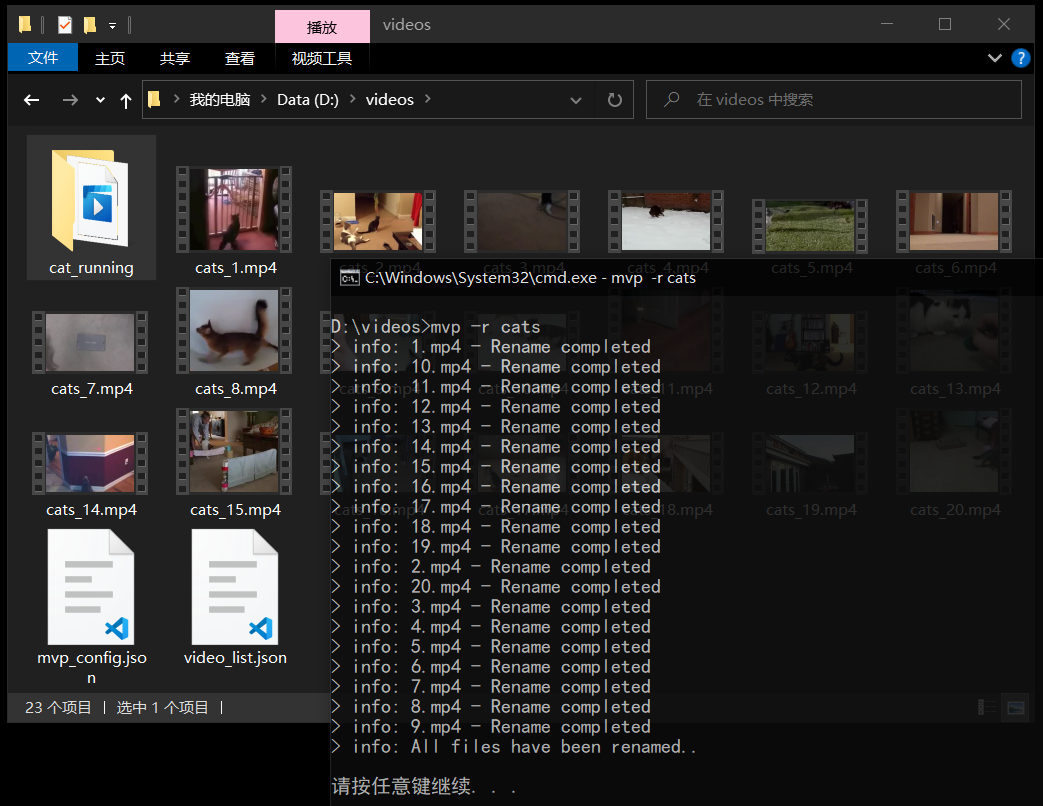 播放
videos
文件
主页
共享
查看
视频工具
我的电脑 > Data (D:) > videos >
在 videos 中搜索
cat_running
cats_1.mp4
cats_2.mp4
cats_3.mp4
cats_4.mp4
cats_5.mp4
cats_6.mp4
C:\Windows\System32\cmd.exe - mvp -r cats
cats_7.mp4
cats_8.mp4
cats_11.mp4
cats_12.mp4
cats_13.mp4
cats_14.mp4
cats_15.mp4
cats_18.mp4
cats_19.mp4
cats_20.mp4
mvp_config.jso
n
video_list.json
23 个项目
选中 1 个项目
D:\videos>mvp -r cats
> info: 1.mp4 - Rename completed
> info: 10.mp4 - Rename completed
> info: 11.mp4 - Rename completed
> info: 12.mp4 - Rename completed
> info: 13.mp4 - Rename completed
> info: 14.mp4 - Rename completed
> info: 15.mp4 - Rename completed
> info: 16.mp4 - Rename completed
> info: 17.mp4 - Rename completed
> info: 18.mp4 - Rename completed
> info: 19.mp4 - Rename completed
> info: 2.mp4 - Rename completed
> info: 20.mp4 - Rename completed
> info: 3.mp4 - Rename completed
> info: 4.mp4 - Rename completed
> info: 5.mp4 - Rename completed
> info: 6.mp4 - Rename completed
> info: 7.mp4 - Rename completed
> info: 8.mp4 - Rename completed
> info: 9.mp4 - Rename completed
> info: All files have been renamed..
请按任意键继续. . .